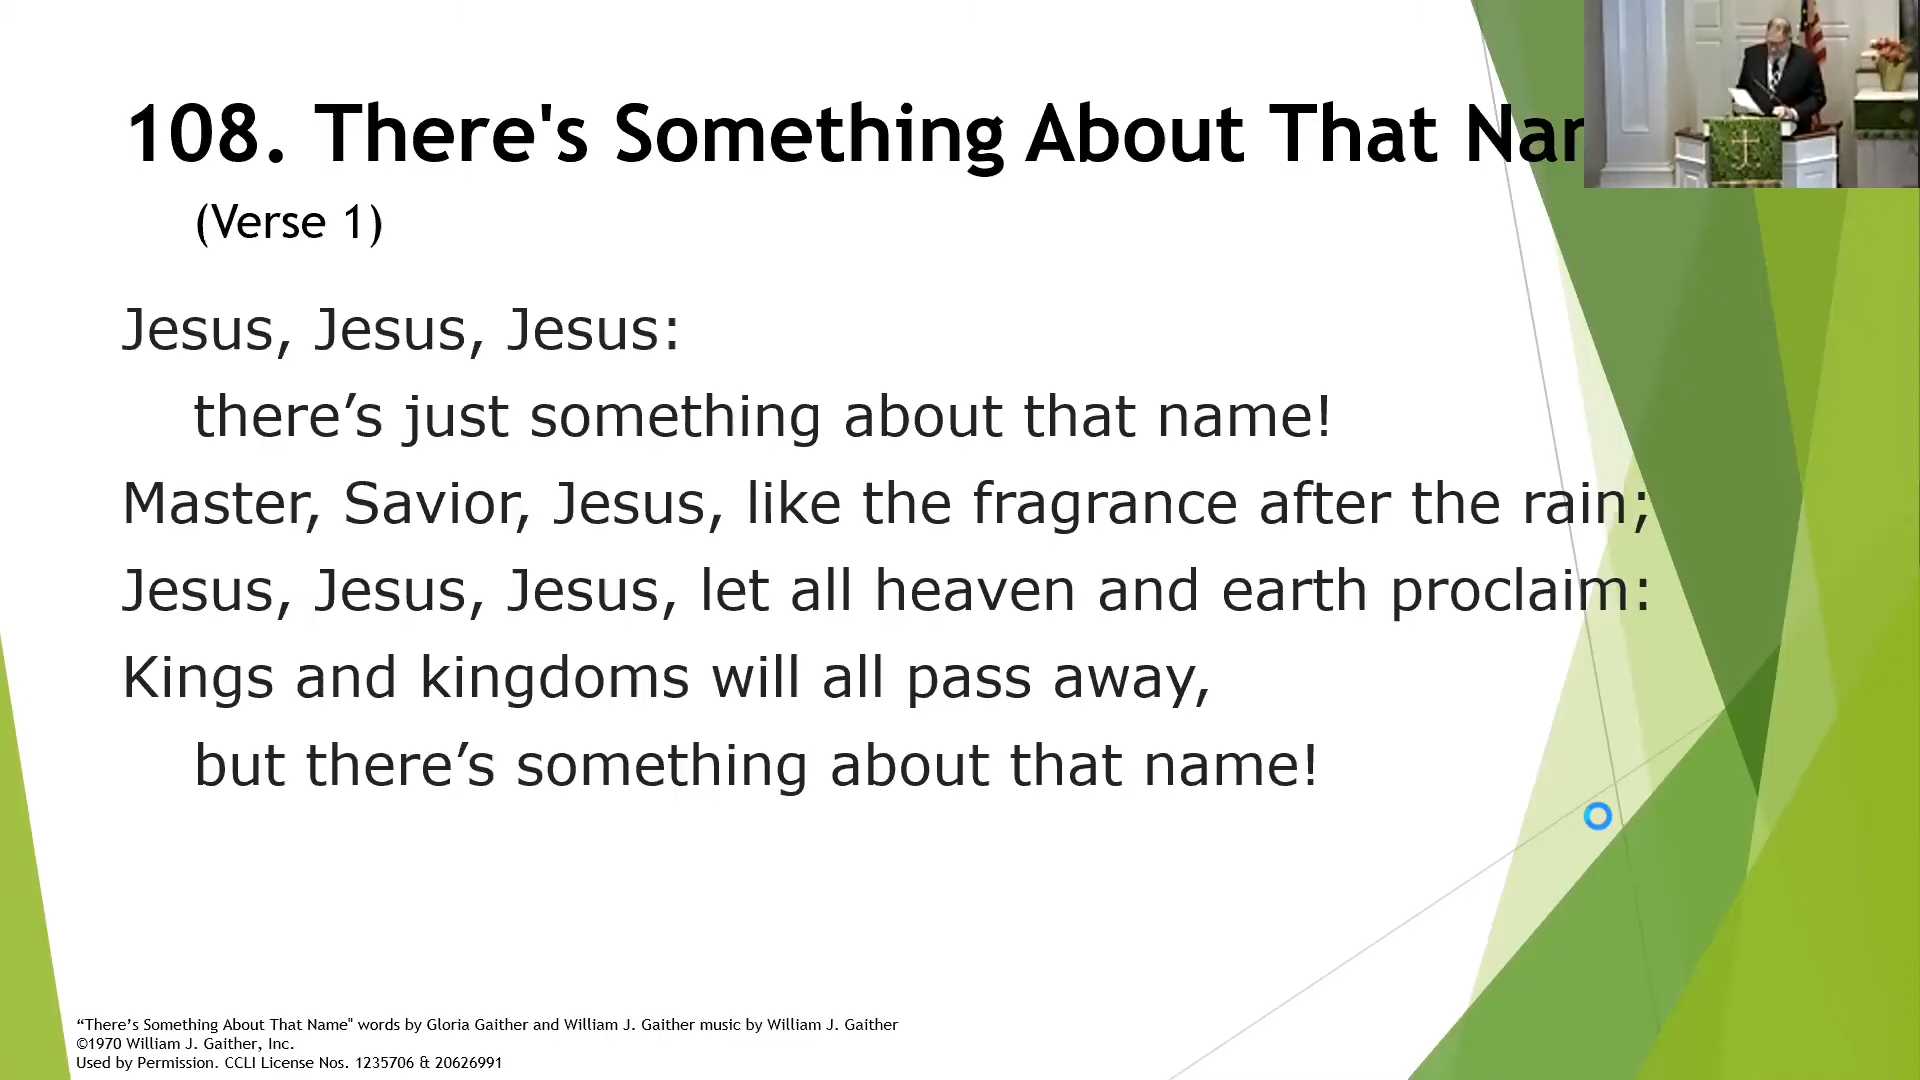 108. There's Something About That Nam
(Verse 1)
Jesus, Jesus, Jesus:
there’s just something about that name!
Master, Savior, Jesus, like the fragrance after the rain;
Jesus, Jesus, Jesus, let all heaven and earth proclaim:
Kings and kingdoms will all pass away,
but there’s something about that name!
“There’s Something About That Name" words by Gloria Gaither and William J. Gaither music by William J. Gaither
©1970 William J. Gaither, Inc.
Used by Permission. CCLI License Nos. 1235706 & 20626991